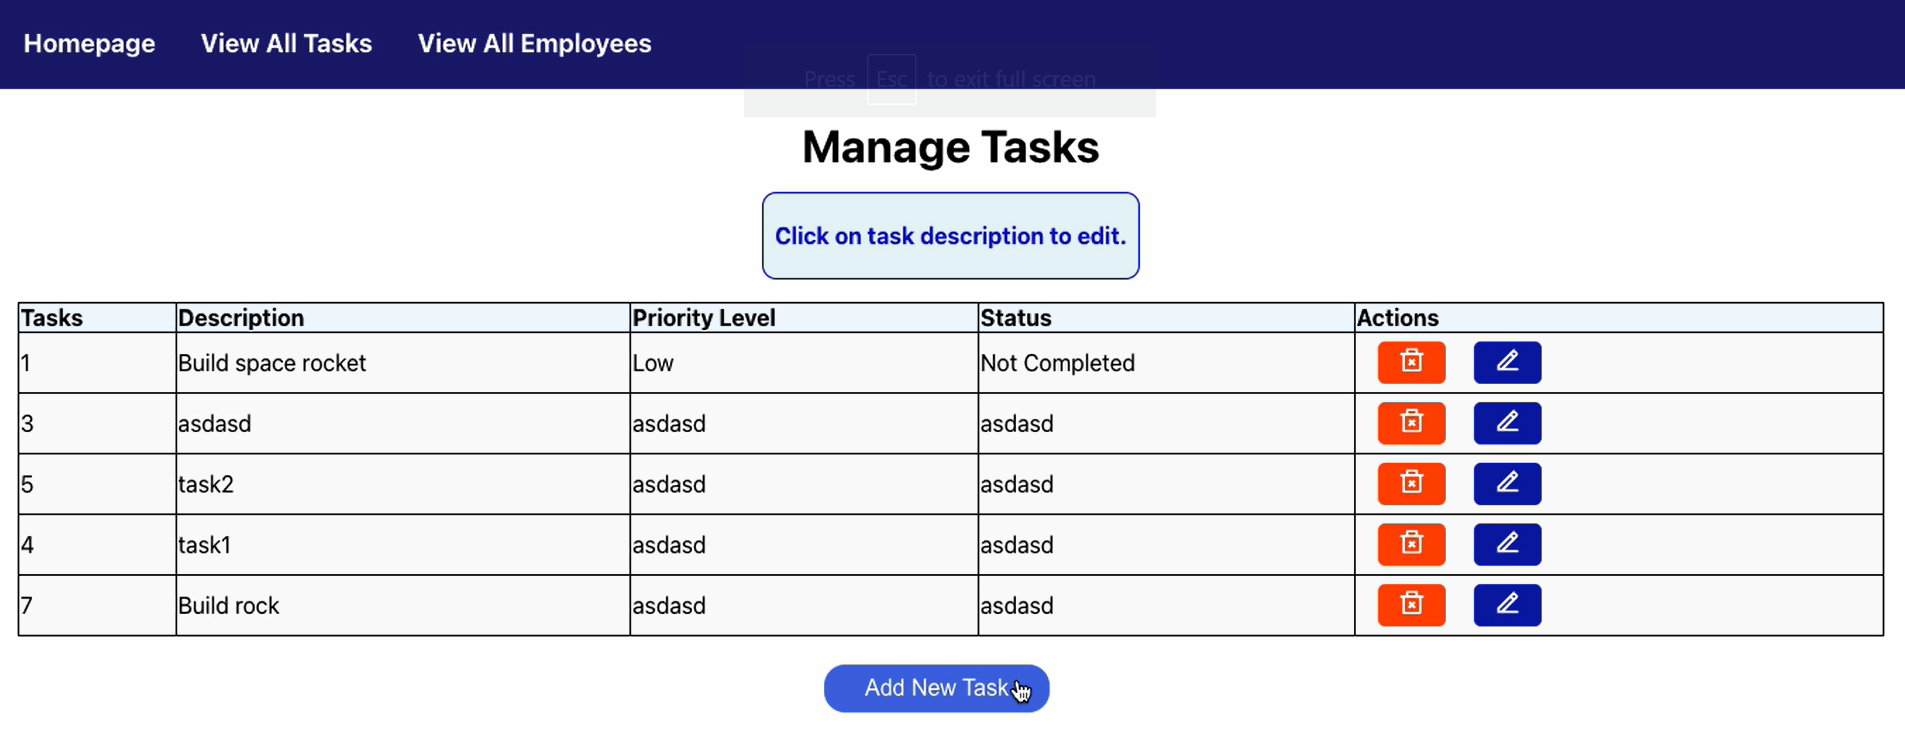 Homepage View All Tasks View All Employees
Press Esc to exit full screen
Manage Tasks
Click on task description to edit.
Tasks Description Priority Level Status Actions
1 Build space rocket Low Not Completed
3 asdasd asdasd asdasd
5 task2 asdasd asdasd
4 task1 asdasd asdasd
7 Build rock asdasd asdasd
Add New Task